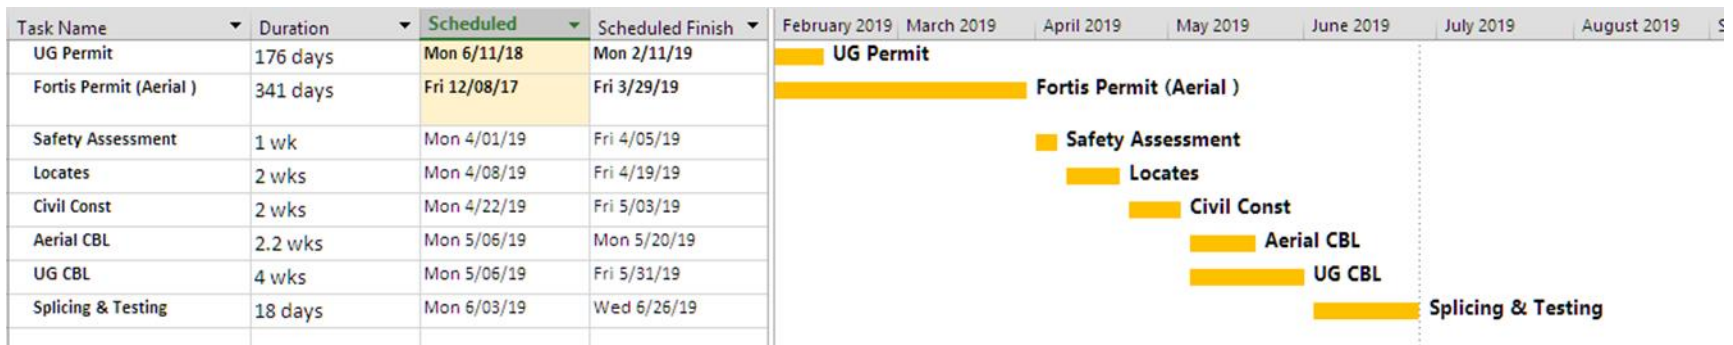 Task Name Duration Scheduled Scheduled Finish February 2019 March 2019 April 2019 May 2019 June 2019 July 2019 August 2019 S
UG Permit 176 days Mon 6/11/18 Mon 2/11/19 UG Permit
Fortis Permit (Aerial ) 341 days Fri 12/08/17 Fri 3/29/19 Fortis Permit (Aerial )
Safety Assessment 1 wk Mon 4/01/19 Fri 4/05/19 Safety Assessment
Locates 2 wks Mon 4/08/19 Fri 4/19/19 Locates
Civil Const 2 wks Mon 4/22/19 Fri 5/03/19 Civil Const
Aerial CBL 2.2 wks Mon 5/06/19 Mon 5/20/19 Aerial CBL
UG CBL 4 wks Mon 5/06/19 Fri 5/31/19 UG CBL
Splicing & Testing 18 days Mon 6/03/19 Wed 6/26/19 Splicing & Testing